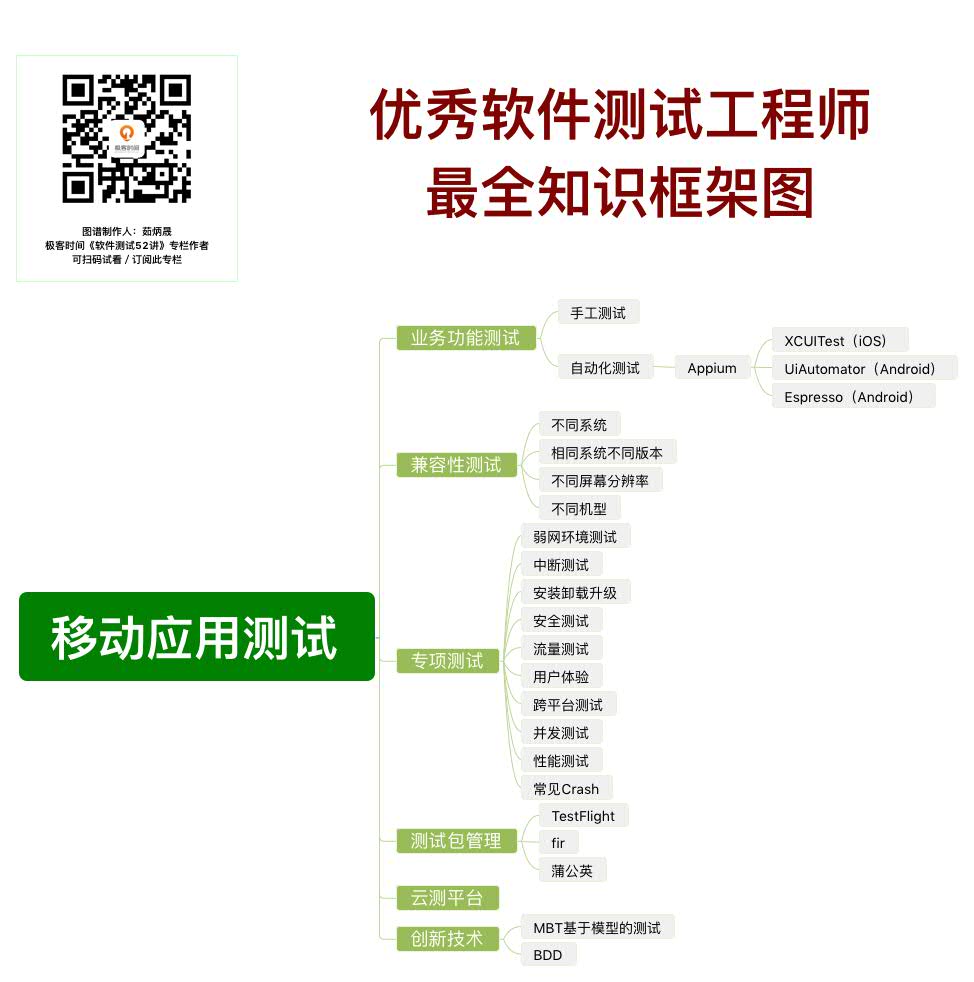 极客时间
图谱制作人：茹炳晟
极客时间《软件测试52讲》专栏作者
可扫码试看 / 订阅此专栏
优秀软件测试工程师
最全知识框架图
移动应用测试
业务功能测试
手工测试
自动化测试
Appium
XCUITest（iOS）
UiAutomator（Android）
Espresso（Android）
兼容性测试
不同系统
相同系统不同版本
不同屏幕分辨率
不同机型
专项测试
弱网环境测试
中断测试
安装卸载升级
安全测试
流量测试
用户体验
跨平台测试
并发测试
性能测试
常见Crash
测试包管理
TestFlight
fir
蒲公英
云测平台
创新技术
MBT基于模型的测试
BDD